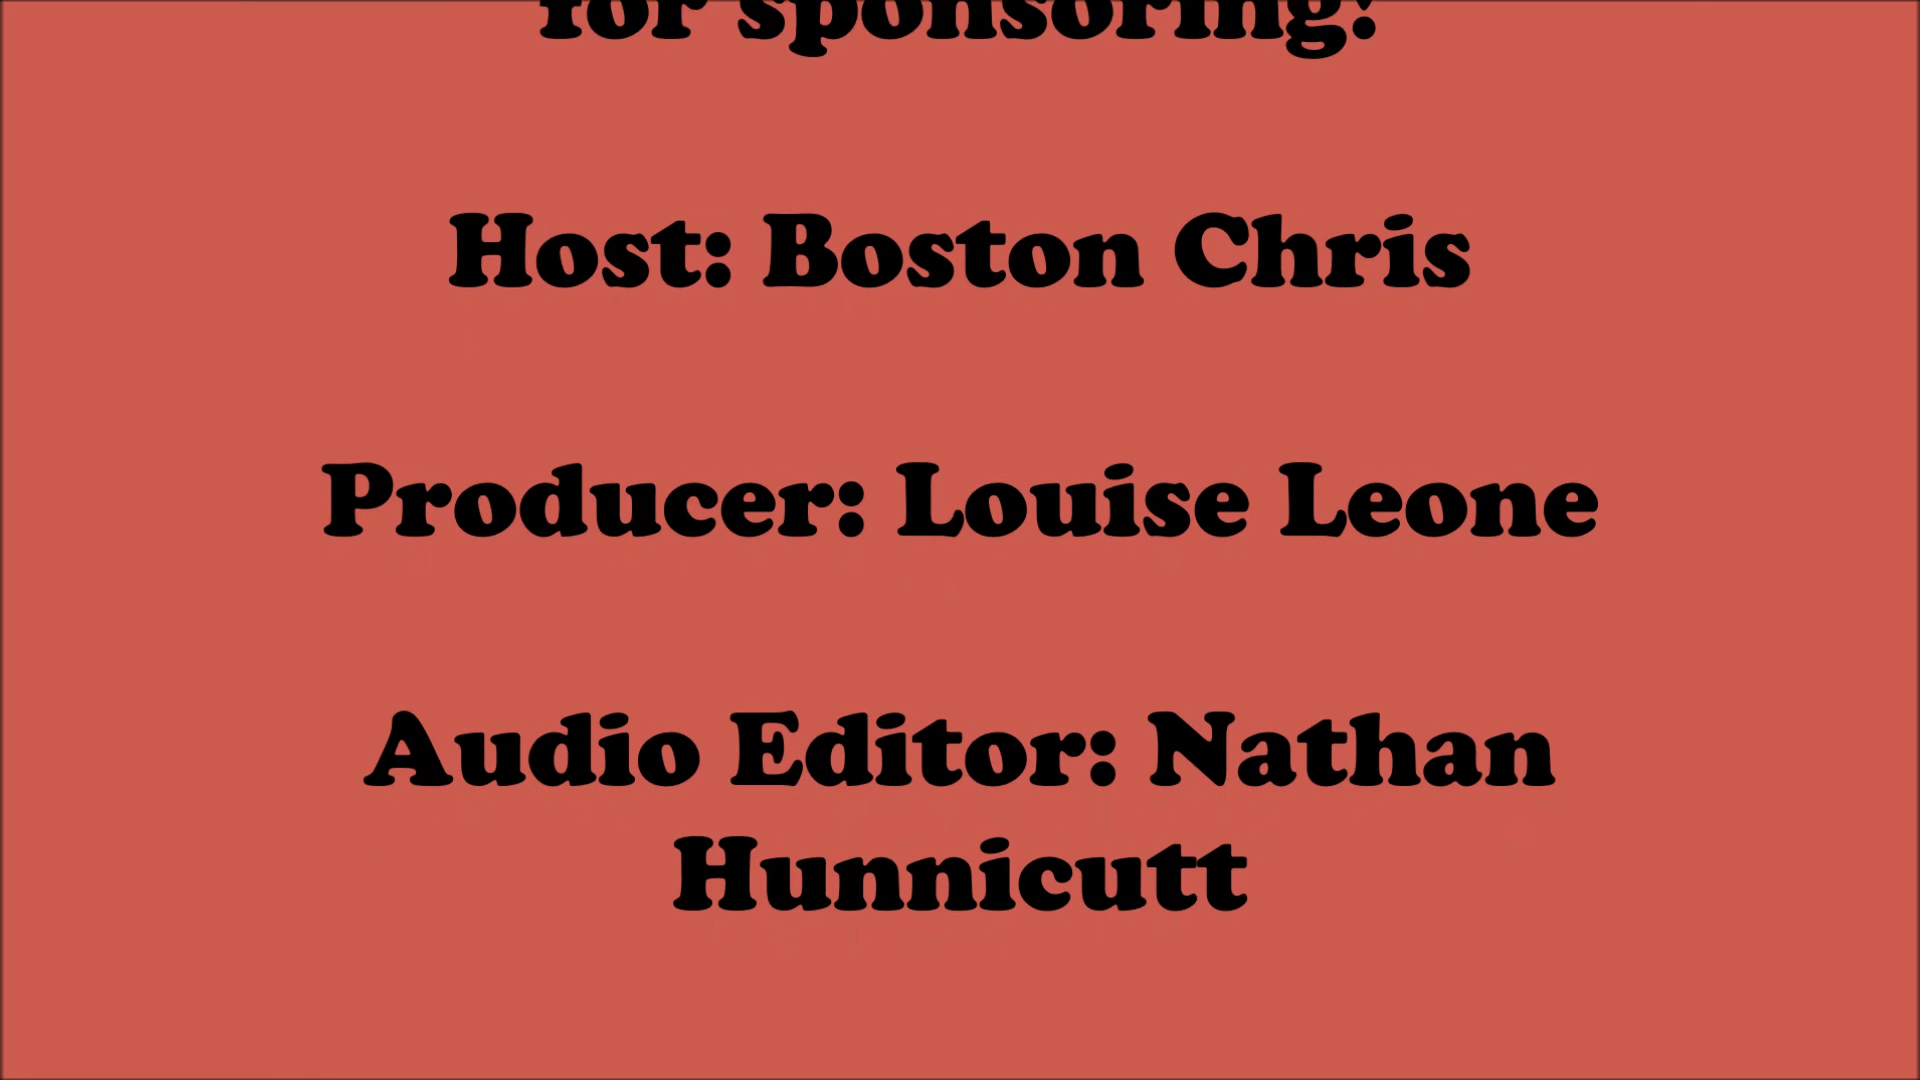 for sponsoring!
Host: Boston Chris
Producer: Louise Leone
Audio Editor: Nathan
Hunnicutt